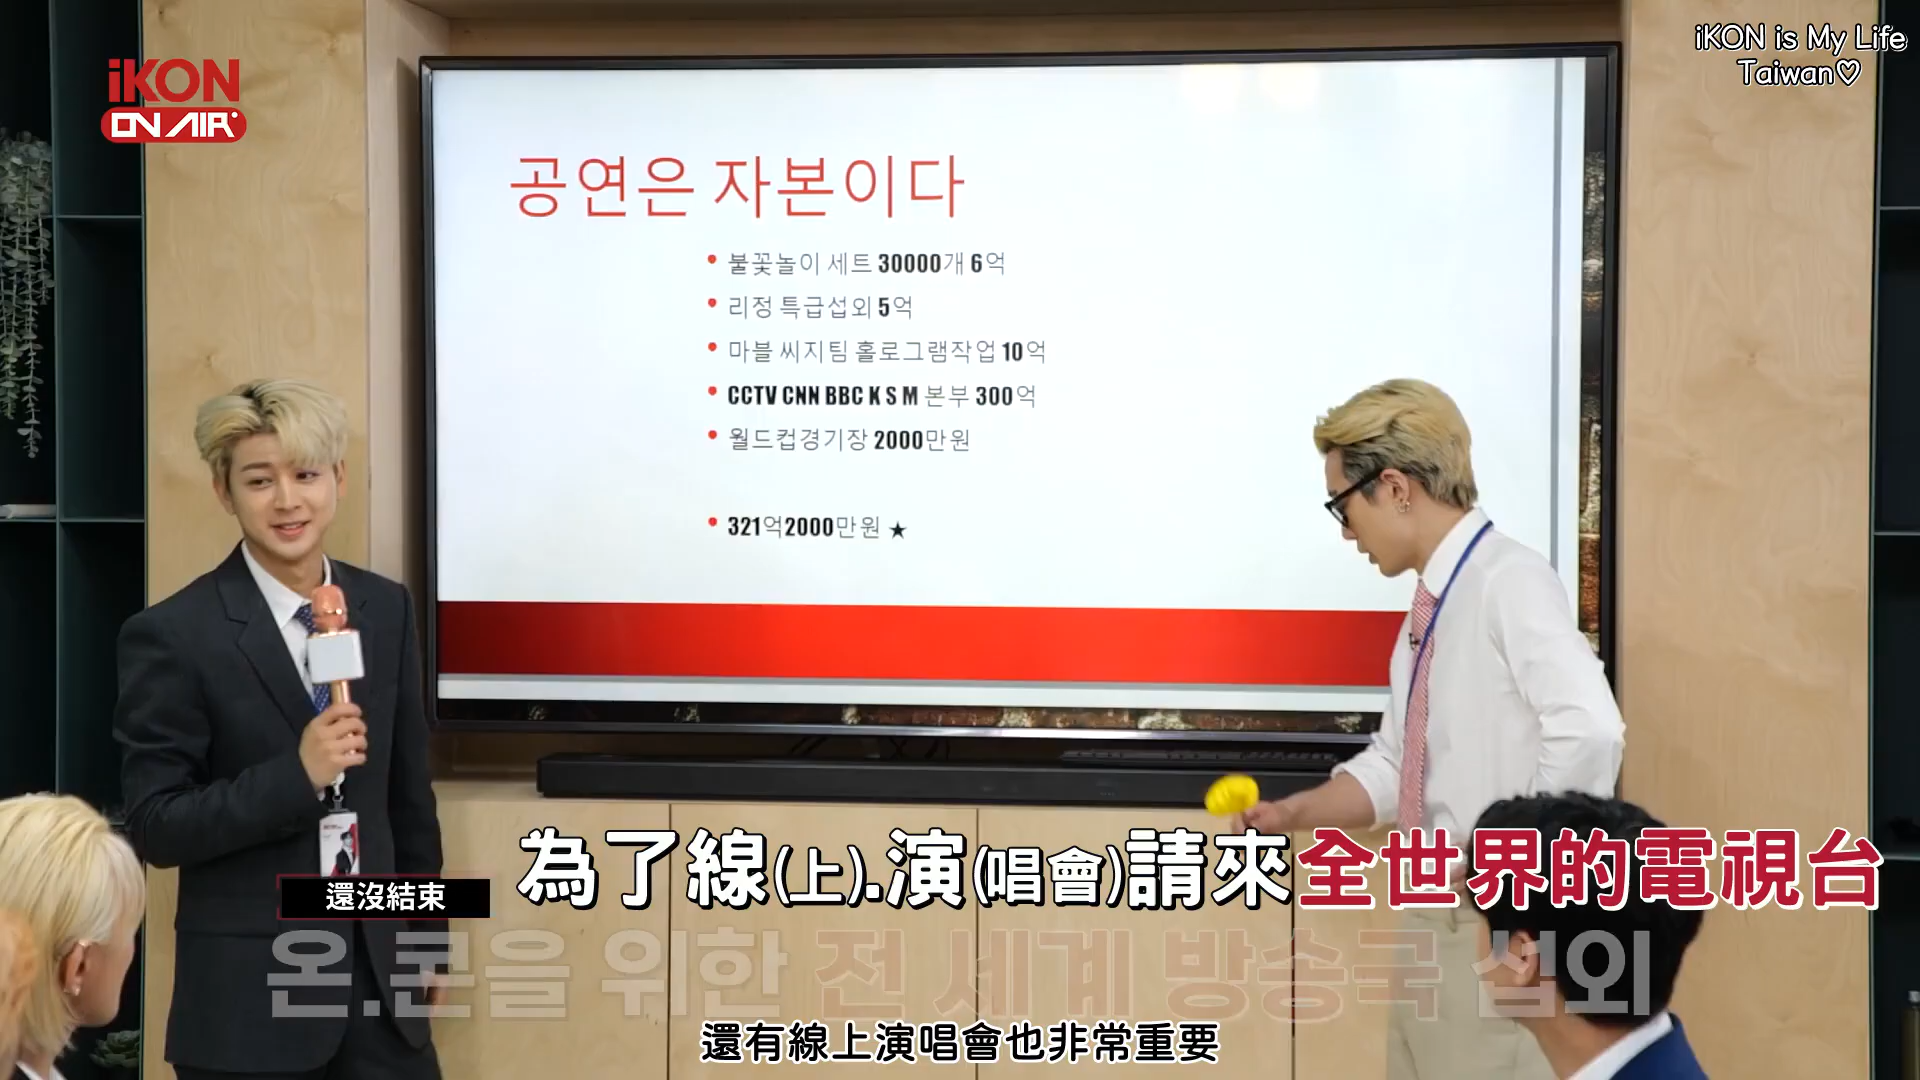 iKON is My Life
Taiwan♡
iKON
ON AIR
공연은 자본이다
• 불꽃놀이 세트 30000개 6억
• 리정 특급섭외 5억
• 마블 씨지팀 홀로그램작업 10억
• CCTV CNN BBC K S M 본부 300억
• 월드컵경기장 2000만원
• 321억2000만원 ★
還沒結束
為了線(上).演(唱會)請來全世界的電視台
온.콘을 위한 전 세계 방송국 섭외
還有線上演唱會也非常重要